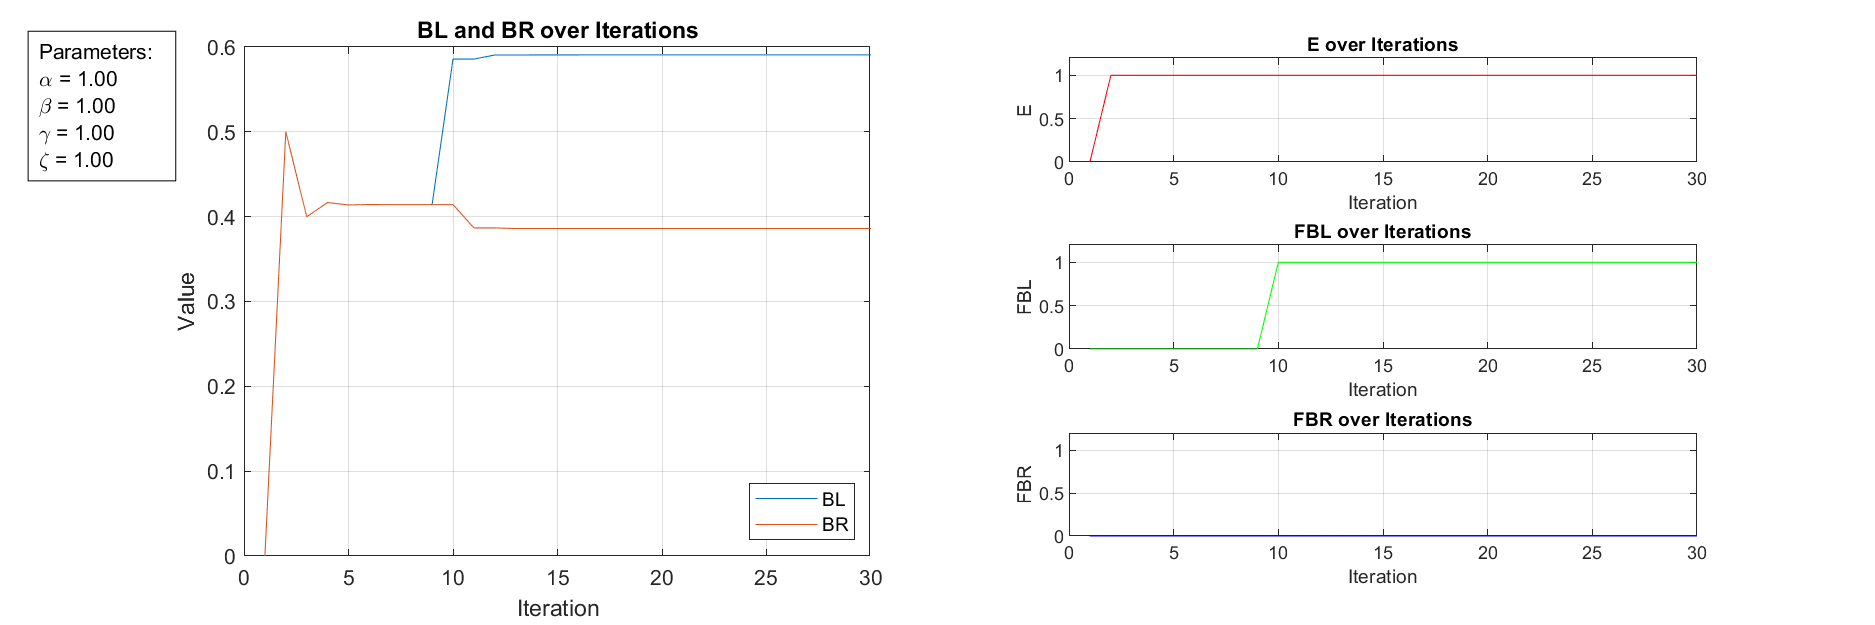 Parameters:
α = 1.00
β = 1.00
γ = 1.00
ζ = 1.00
BL and BR over Iterations
0.6
0.5
0.4
0.3
0.2
0.1
0
Value
0 5 10 15 20 25 30
Iteration
BL
BR
E over Iterations
1
0.5
0
E
0 5 10 15 20 25 30
Iteration
FBL over Iterations
1
0.5
0
FBL
0 5 10 15 20 25 30
Iteration
FBR over Iterations
1
0.5
0
FBR
0 5 10 15 20 25 30
Iteration